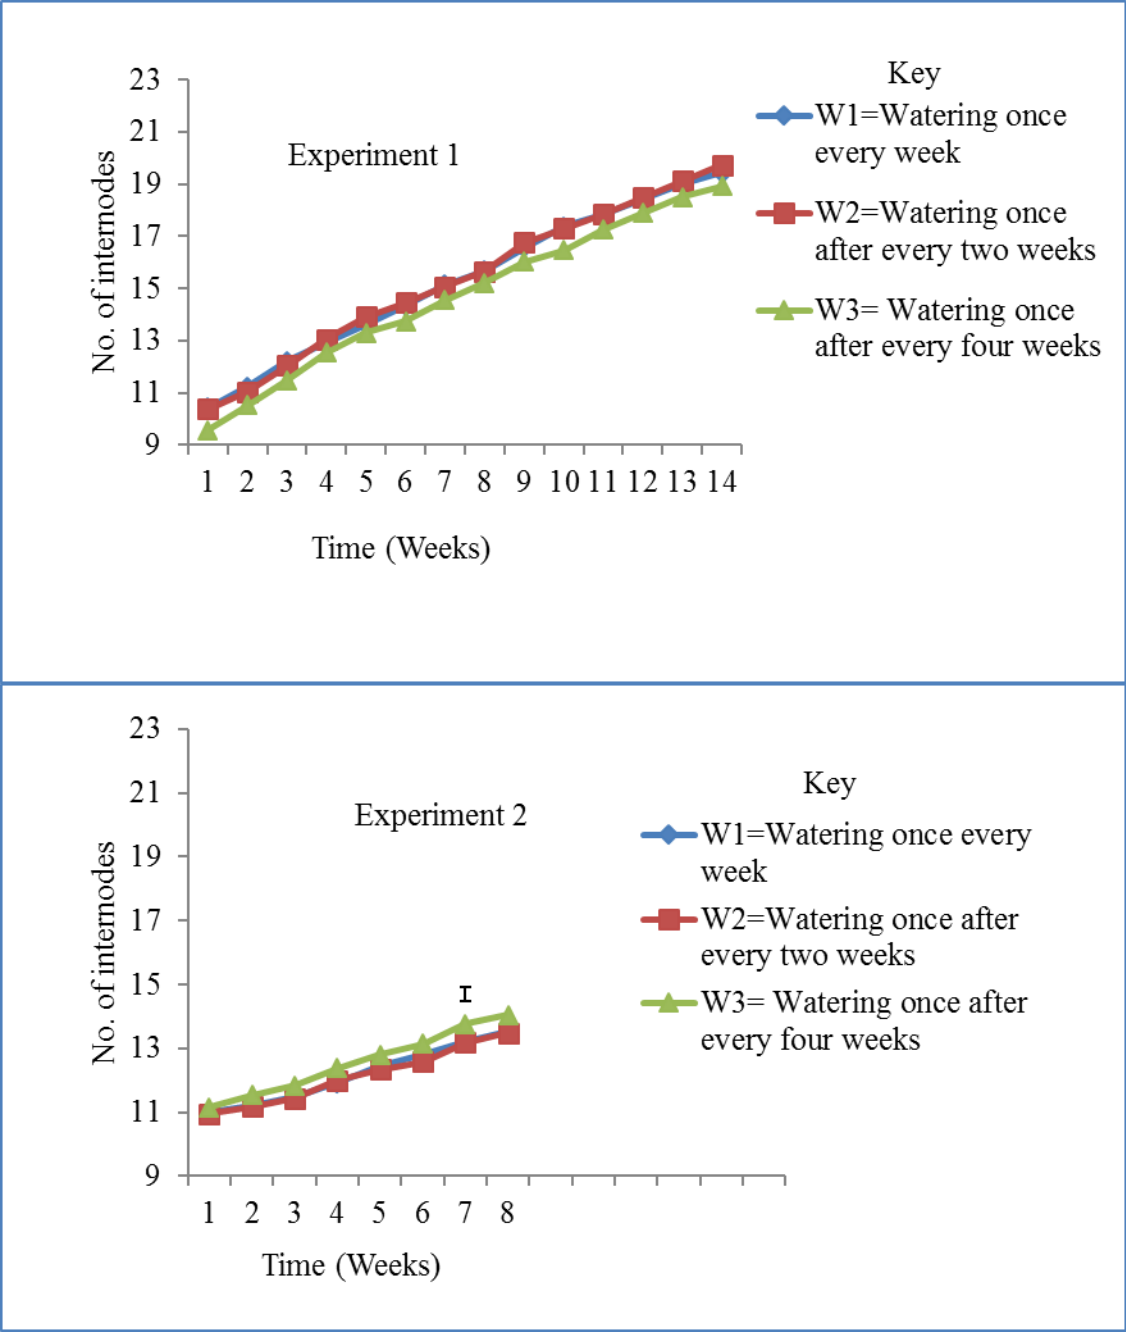 23
21
19
17
15
13
11
9
No. of internodes
Experiment 1
1 2 3 4 5 6 7 8 9 10 11 12 13 14
Time (Weeks)
Key
W1=Watering once
every week
W2=Watering once
after every two weeks
W3= Watering once
after every four weeks
23
21
19
17
15
13
11
9
No. of internodes
Experiment 2
1 2 3 4 5 6 7 8
Time (Weeks)
Key
W1=Watering once every
week
W2=Watering once after
every two weeks
W3= Watering once after
every four weeks